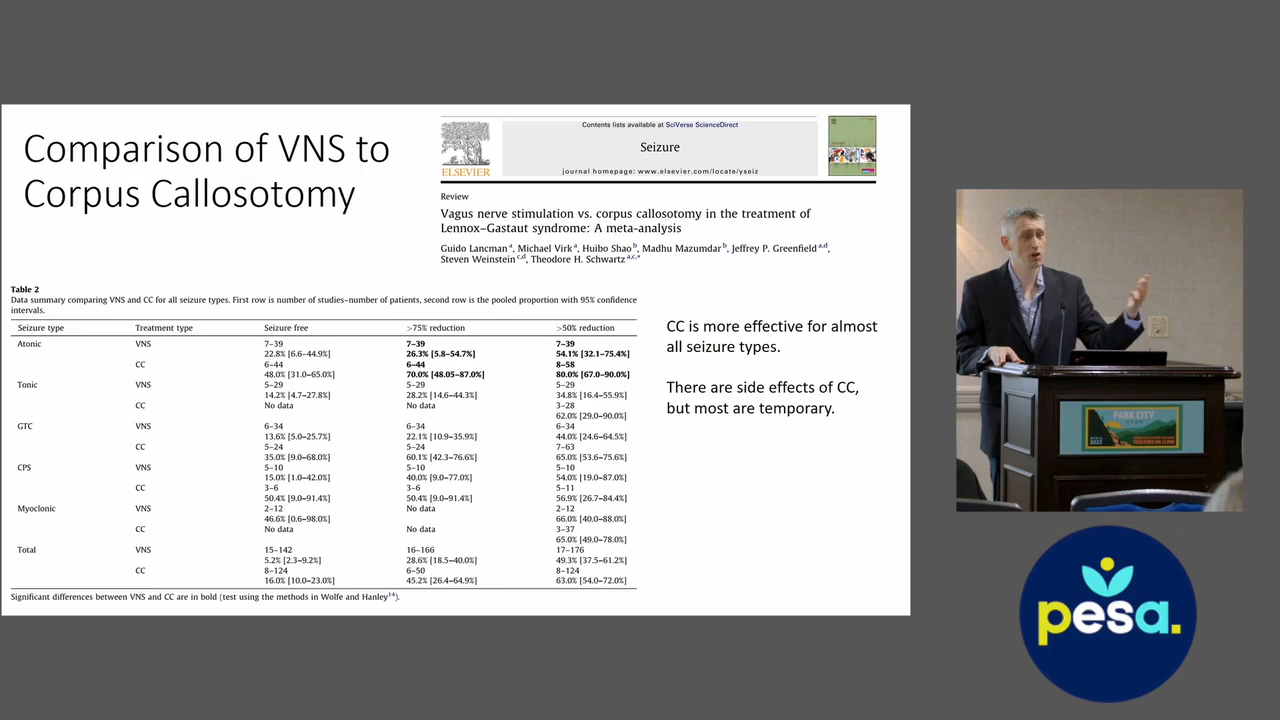 Comparison of VNS to
Corpus Callosotomy
ELSEVIER
Contents lists available at SciVerse ScienceDirect
Seizure
journal homepage: www.elsevier.com/locate/yseiz
Review
Vagus nerve stimulation vs. corpus callosotomy in the treatment of
Lennox–Gastaut syndrome: A meta-analysis
Guido Lancman a, Michael Virk a, Huibo Shao b, Madhu Mazumdar b, Jeffrey P. Greenfield a,d,
Steven Weinstein c,d, Theodore H. Schwartz a,c,*
Table 2
Data summary comparing VNS and CC for all seizure types. First row is number of studies–number of patients, second row is the pooled proportion with 95% confidence
intervals.
Seizure type Treatment type Seizure free >75% reduction >50% reduction
Atonic VNS 7–39 7–39 7–39
22.8% [6.6–44.9%] 26.3% [5.8–54.7%] 54.1% [32.1–75.4%]
CC 6–44 6–44 8–58
48.0% [31.0–65.0%] 70.0% [48.05–87.0%] 80.0% [67.0–90.0%]
Tonic VNS 5–29 5–29 5–29
14.2% [4.7–27.8%] 28.2% [14.6–44.3%] 34.8% [16.4–55.9%]
CC No data No data 3–28
62.0% [29.0–90.0%]
GTC VNS 6–34 6–34 6–34
13.6% [5.0–25.7%] 22.1% [10.9–35.9%] 44.0% [24.6–64.5%]
CC 5–24 5–24 7–63
35.0% [9.0–68.0%] 60.1% [42.3–76.6%] 65.0% [53.6–75.6%]
CPS VNS 5–10 5–10 5–10
15.0% [1.0–42.0%] 40.0% [9.0–77.0%] 54.0% [19.0–87.0%]
CC 3–6 3–6 5–11
50.4% [9.0–91.4%] 50.4% [9.0–91.4%] 56.9% [26.7–84.4%]
Myoclonic VNS 2–12 No data 2–12
46.6% [0.6–98.0%] 66.0% [40.0–88.0%]
CC No data No data 3–37
65.0% [49.0–78.0%]
Total VNS 15–142 16–166 17–176
5.2% [2.3–9.2%] 28.6% [18.5–40.0%] 49.3% [37.5–61.2%]
CC 8–124 6–50 8–124
16.0% [10.0–23.0%] 45.2% [26.4–64.9%] 63.0% [54.0–72.0%]
Significant differences between VNS and CC are in bold (test using the methods in Wolfe and Hanley14).
CC is more effective for almost
all seizure types.
There are side effects of CC,
but most are temporary.
PARK CITY
2022
TOGETHER WE CLIMB
pesa.